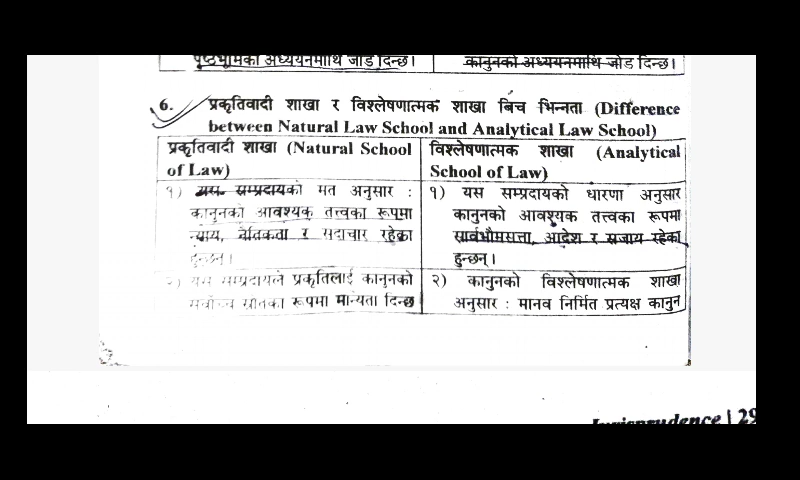 पृष्ठभूमिको अध्ययनमाथि जोड दिन्छ।
कानुनको अध्ययनमाथि जोड दिन्छ।
6. प्रकृतिवादी शाखा र विश्लेषणात्मक शाखा बिच भिन्नता (Difference
between Natural Law School and Analytical Law School)
प्रकृतिवादी शाखा (Natural School
of Law)
विश्लेषणात्मक शाखा (Analytical
School of Law)
१) यस सम्प्रदायको मत अनुसार :
कानुनको आवश्यक तत्त्वका रूपमा
न्याय, नैतिकता र सदाचार रहेका
हुन्छन्।
१) यस सम्प्रदायको धारणा अनुसार
कानुनको आवश्यक तत्त्वका रूपमा
सार्वभौमसत्ता, आदेश र सजाय रहेका
हुन्छन्।
२) यस सम्प्रदायले प्रकृतिलाई कानुनको
सर्वोच्च स्रोतका रूपमा मान्यता दिन्छ
२) कानुनको विश्लेषणात्मक शाखा
अनुसार : मानव निर्मित प्रत्यक्ष कानुन
Jurisprudence | 29